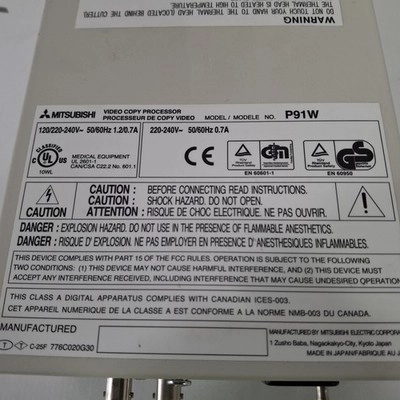 DO NOT TOUCH THE THERMAL HEAD (LOCATED BEHIND THE CUTTER).
THE THERMAL HEAD IS HEATED TO HIGH TEMPERATURE.
WARNING
MITSUBISHI VIDEO COPY PROCESSOR
PROCESSEUR DE COPY VIDEO MODEL / MODELE NO. P91W
120/220-240V~ 50/60Hz 1.2/0.7A 220-240V~ 50/60Hz 0.7A
CLASSIFIED
C UL US
10WL
MEDICAL EQUIPMENT
UL 2601-1
CAN/CSA C22.2 No. 601.1
CE
EN 60601-1
GS
EN 60950
CAUTION : BEFORE CONNECTING READ INSTRUCTIONS.
CAUTION : SHOCK HAZARD. DO NOT OPEN.
ATTENTION : RISQUE DE CHOC ELECTRIQUE. NE PAS OUVRIR.
DANGER : EXPLOSION HAZARD. DO NOT USE IN THE PRESENCE OF FLAMMABLE ANESTHETICS.
DANGER : RISQUE D' EXPLOSION. NE PAS EMPLOYER EN PRESENCE D' ANESTHESIQUES INFLAMMABLES.
THIS DEVICE COMPLIES WITH PART 15 OF THE FCC RULES. OPERATION IS SUBJECT TO THE FOLLOWING
TWO CONDITIONS: (1) THIS DEVICE MAY NOT CAUSE HARMFUL INTERFERENCE, AND (2) THIS DEVICE MUST
ACCEPT ANY INTERFERENCE RECEIVED, INCLUDING INTERFERENCE THAT MAY CAUSE UNDESIRED OPERATION
THIS CLASS A DIGITAL APPARATUS COMPLIES WITH CANADIAN ICES-003.
CET APPAREIL NUMERIQUE DE LA CLASSE A EST CONFORME A LA NORME NMB-003 DU CANADA
MANUFACTURED
C-25F 776C020G30
MANUFACTURED BY MITSUBISHI ELECTRIC CORPORAT
1 Zusho Baba, Nagaokakyo-City, Kyoto, Japan
MADE IN JAPAN/FABRIQUE AU J